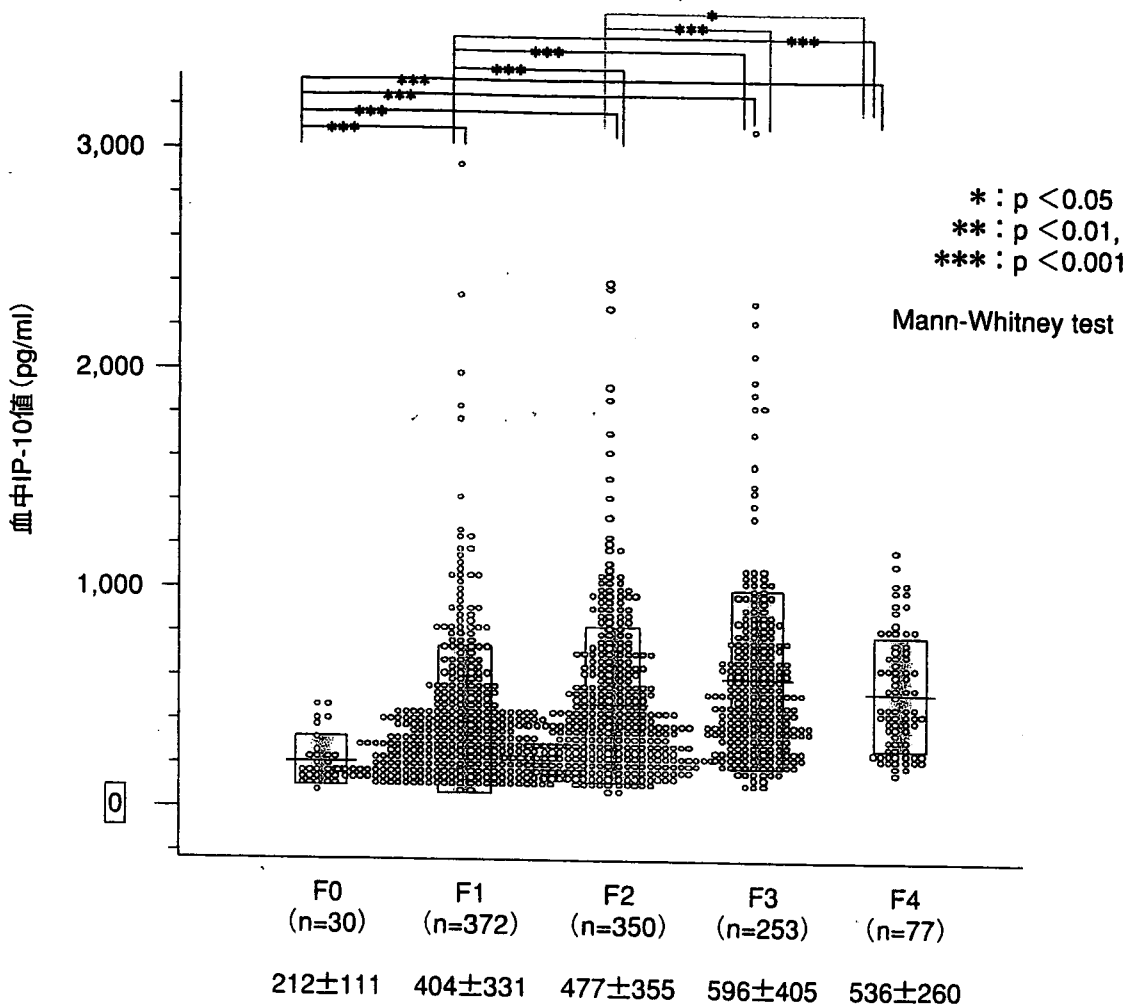 *
***
***
***
***
***
***
***
***
3,000
2,000
1,000
0
血中IP-10値(pg/ml)
*:p <0.05
**:p <0.01,
***:p <0.001
Mann-Whitney test
F0 F1 F2 F3 F4
(n=30) (n=372) (n=350) (n=253) (n=77)
212±111 404±331 477±355 596±405 536±260